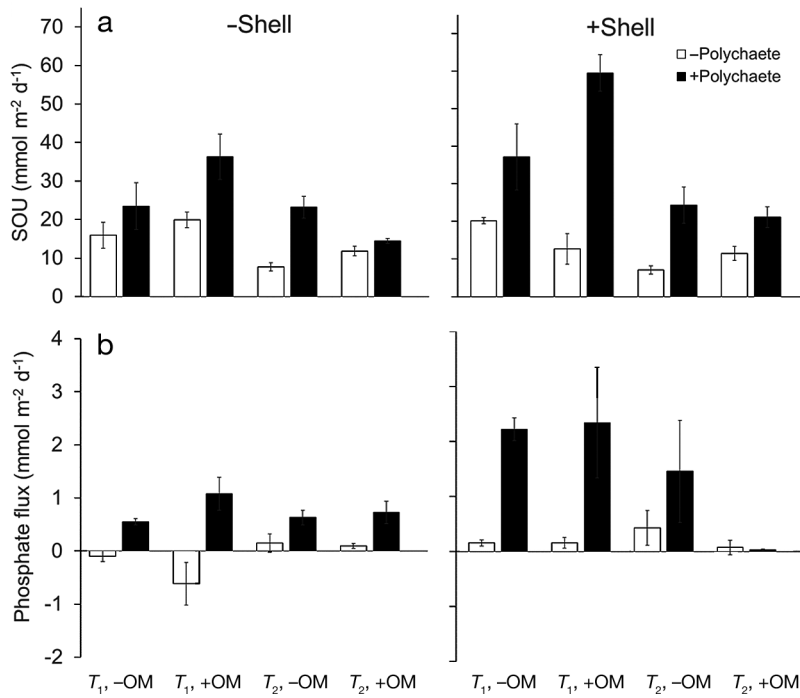 a
–Shell
+Shell
–Polychaete
+Polychaete
SOU (mmol m⁻² d⁻¹)
70
60
50
40
30
20
10
0
b
Phosphate flux (mmol m⁻² d⁻¹)
4
3
2
1
0
-1
-2
T₁, –OM
T₁, +OM
T₂, –OM
T₂, +OM
T₁, –OM
T₁, +OM
T₂, –OM
T₂, +OM